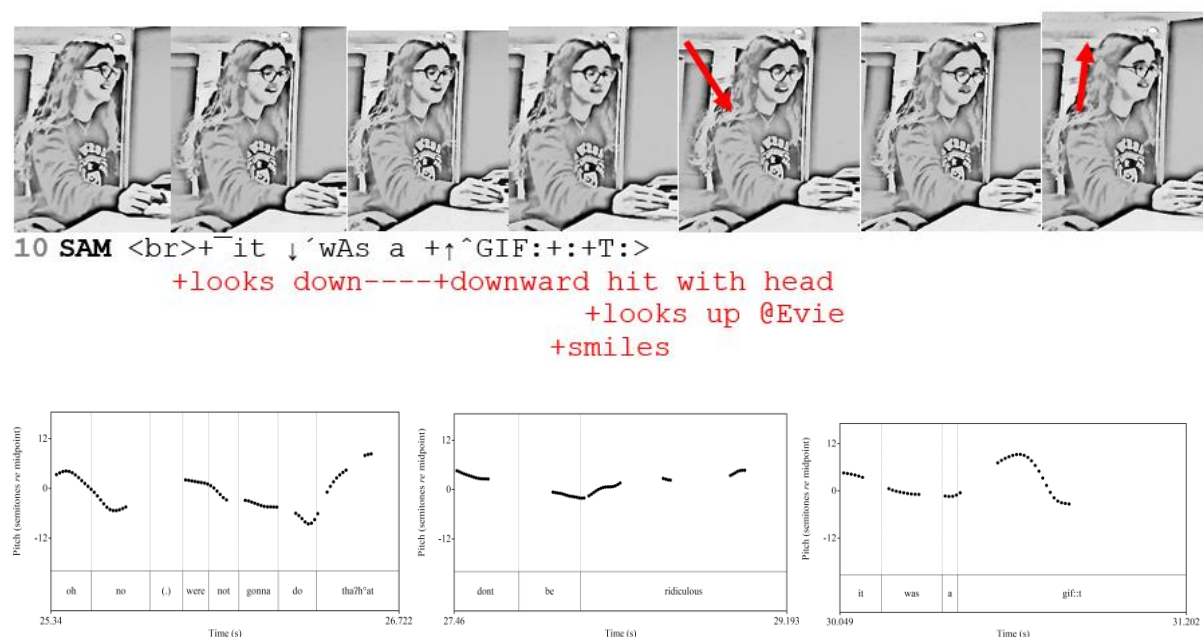 10 SAM <br>+¯it ↓´wAs a +↑^GIF:+:+T:>
+looks down----+downward hit with head
+looks up @Evie
+smiles
Pitch (semitones re midpoint)
12
0
-12
oh no (.) were not gonna do thaʔh°at
25.34 26.722
Time (s)
Pitch (semitones re midpoint)
12
0
-12
dont be ridiculous
27.46 29.193
Time (s)
Pitch (semitones re midpoint)
12
0
-12
it was a gif::t
30.049 31.202
Time (s)